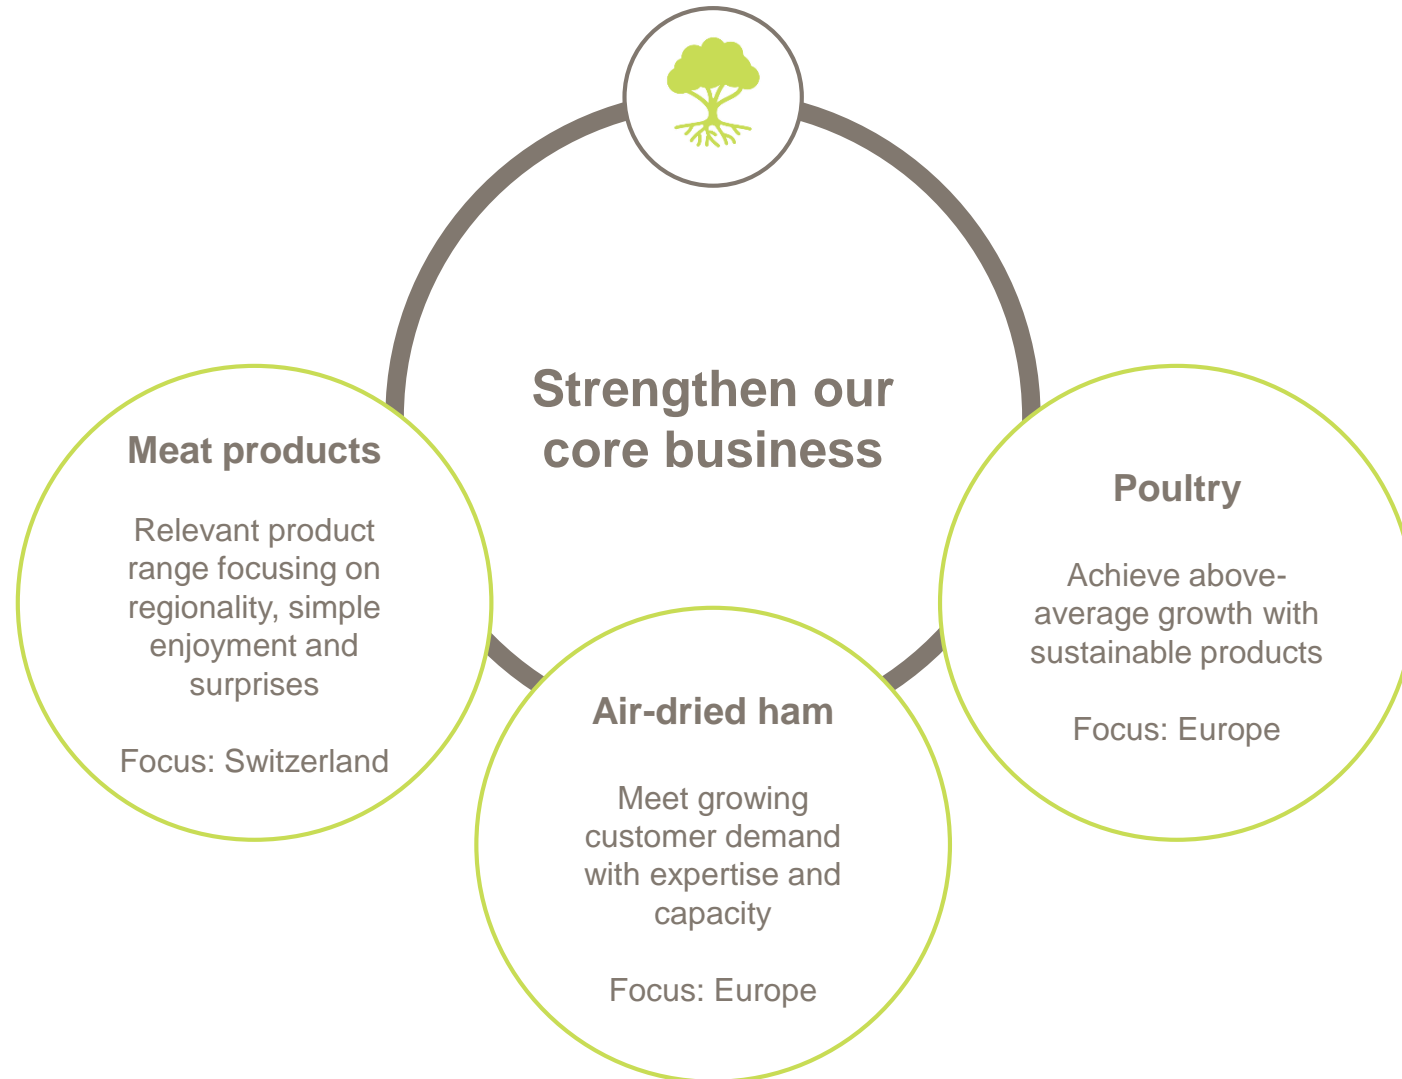 Strengthen our
core business
Meat products
Relevant product
range focusing on
regionality, simple
enjoyment and
surprises
Focus: Switzerland
Air-dried ham
Meet growing
customer demand
with expertise and
capacity
Focus: Europe
Poultry
Achieve above-
average growth with
sustainable products
Focus: Europe